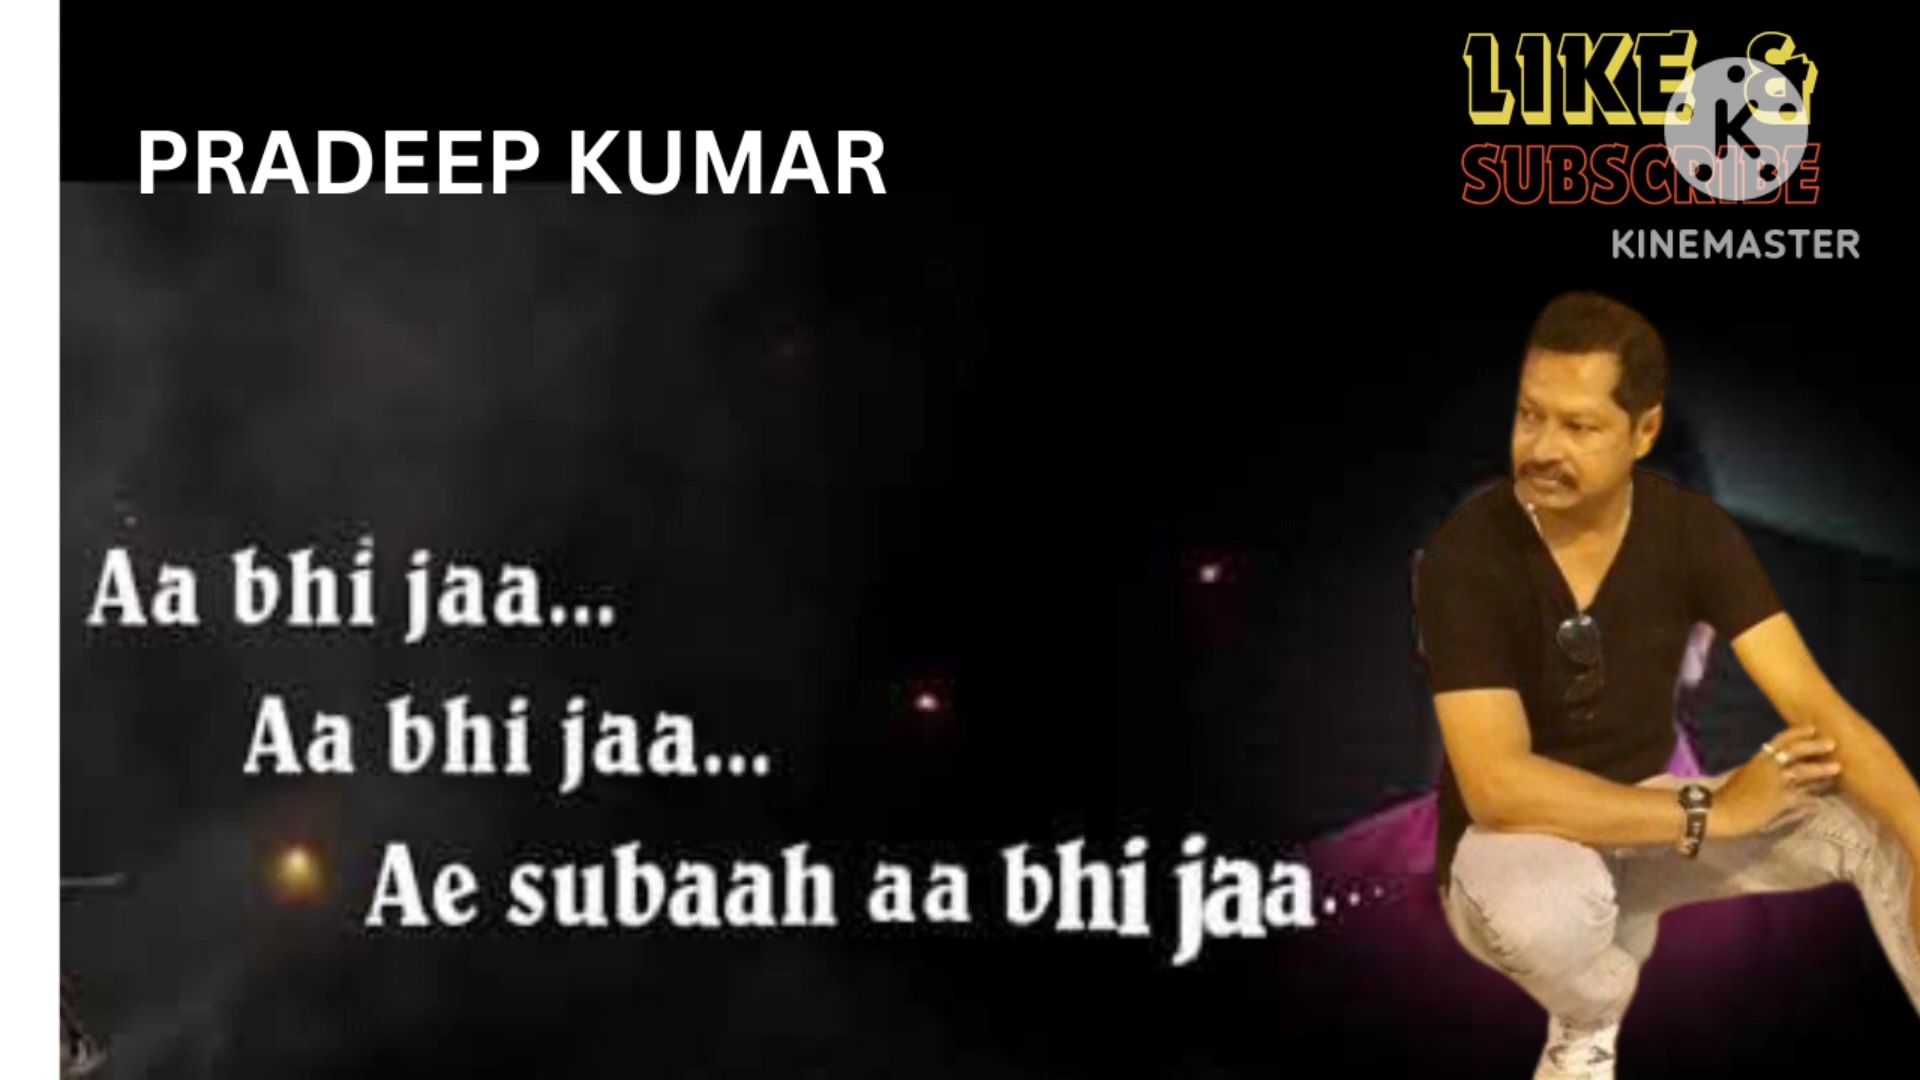 LIKE &
SUBSCRIBE
K
KINEMASTER
PRADEEP KUMAR
Aa bhi jaa...
Aa bhi jaa...
Ae subaah aa bhi jaa...